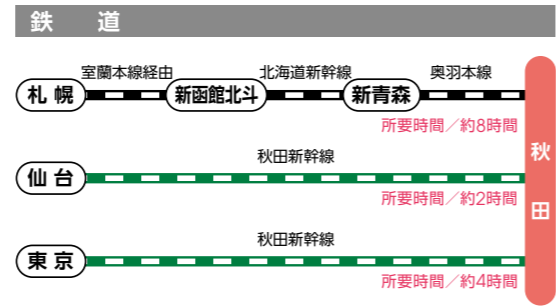 鉄 道
室蘭本線経由 北海道新幹線 奥羽本線
札幌 新函館北斗 新青森
所要時間／約8時間
秋田新幹線
仙台
所要時間／約2時間
秋田新幹線
東京
所要時間／約4時間
秋田